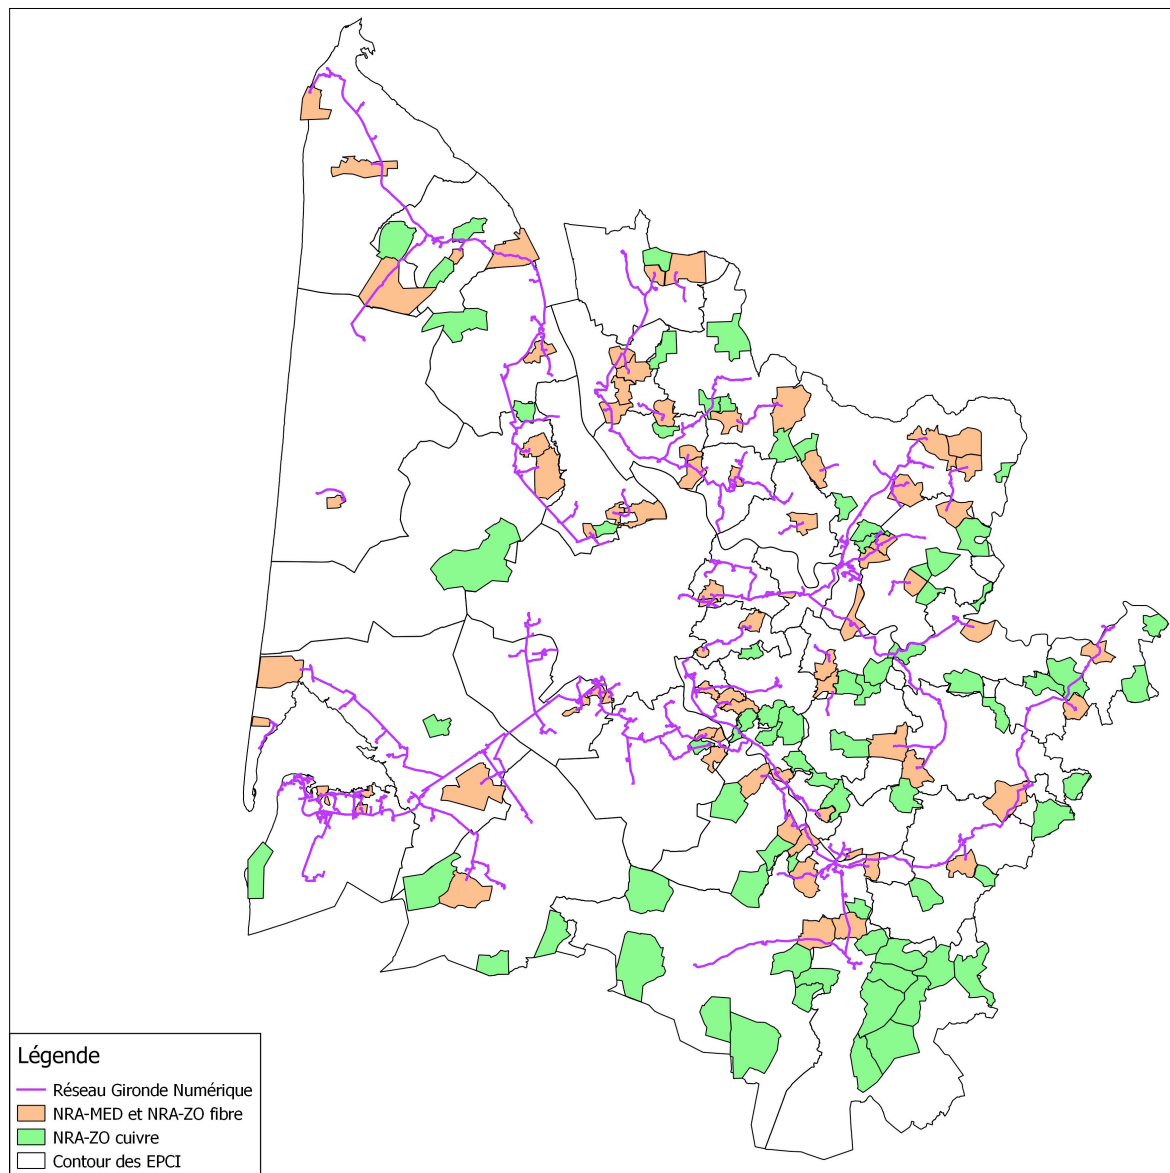 Légende
Réseau Gironde Numérique
NRA-MED et NRA-ZO fibre
NRA-ZO cuivre
Contour des EPCI